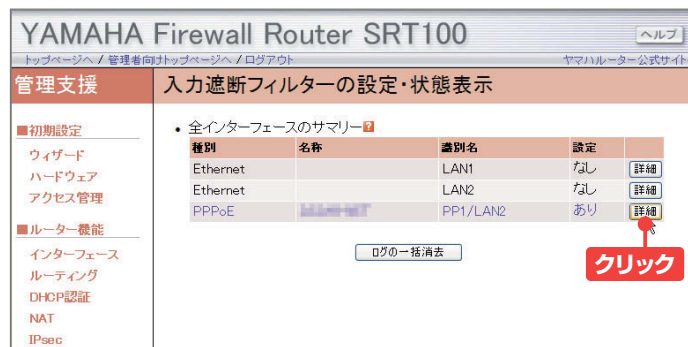 YAMAHA Firewall Router SRT100
ヘルプ
トップページへ / 管理者向けトップページへ / ログアウト
ヤマハルーター公式サイト
管理支援
入力遮断フィルターの設定・状態表示
■初期設定
ウィザード
ハードウェア
アクセス管理
■ルーター機能
インターフェース
ルーティング
DHCP認証
NAT
IPsec
• 全インターフェースのサマリー?
種別 名称 識別名 設定
Ethernet LAN1 なし 詳細
Ethernet LAN2 なし 詳細
PPPoE PP1/LAN2 あり 詳細
ログの一括消去
クリック